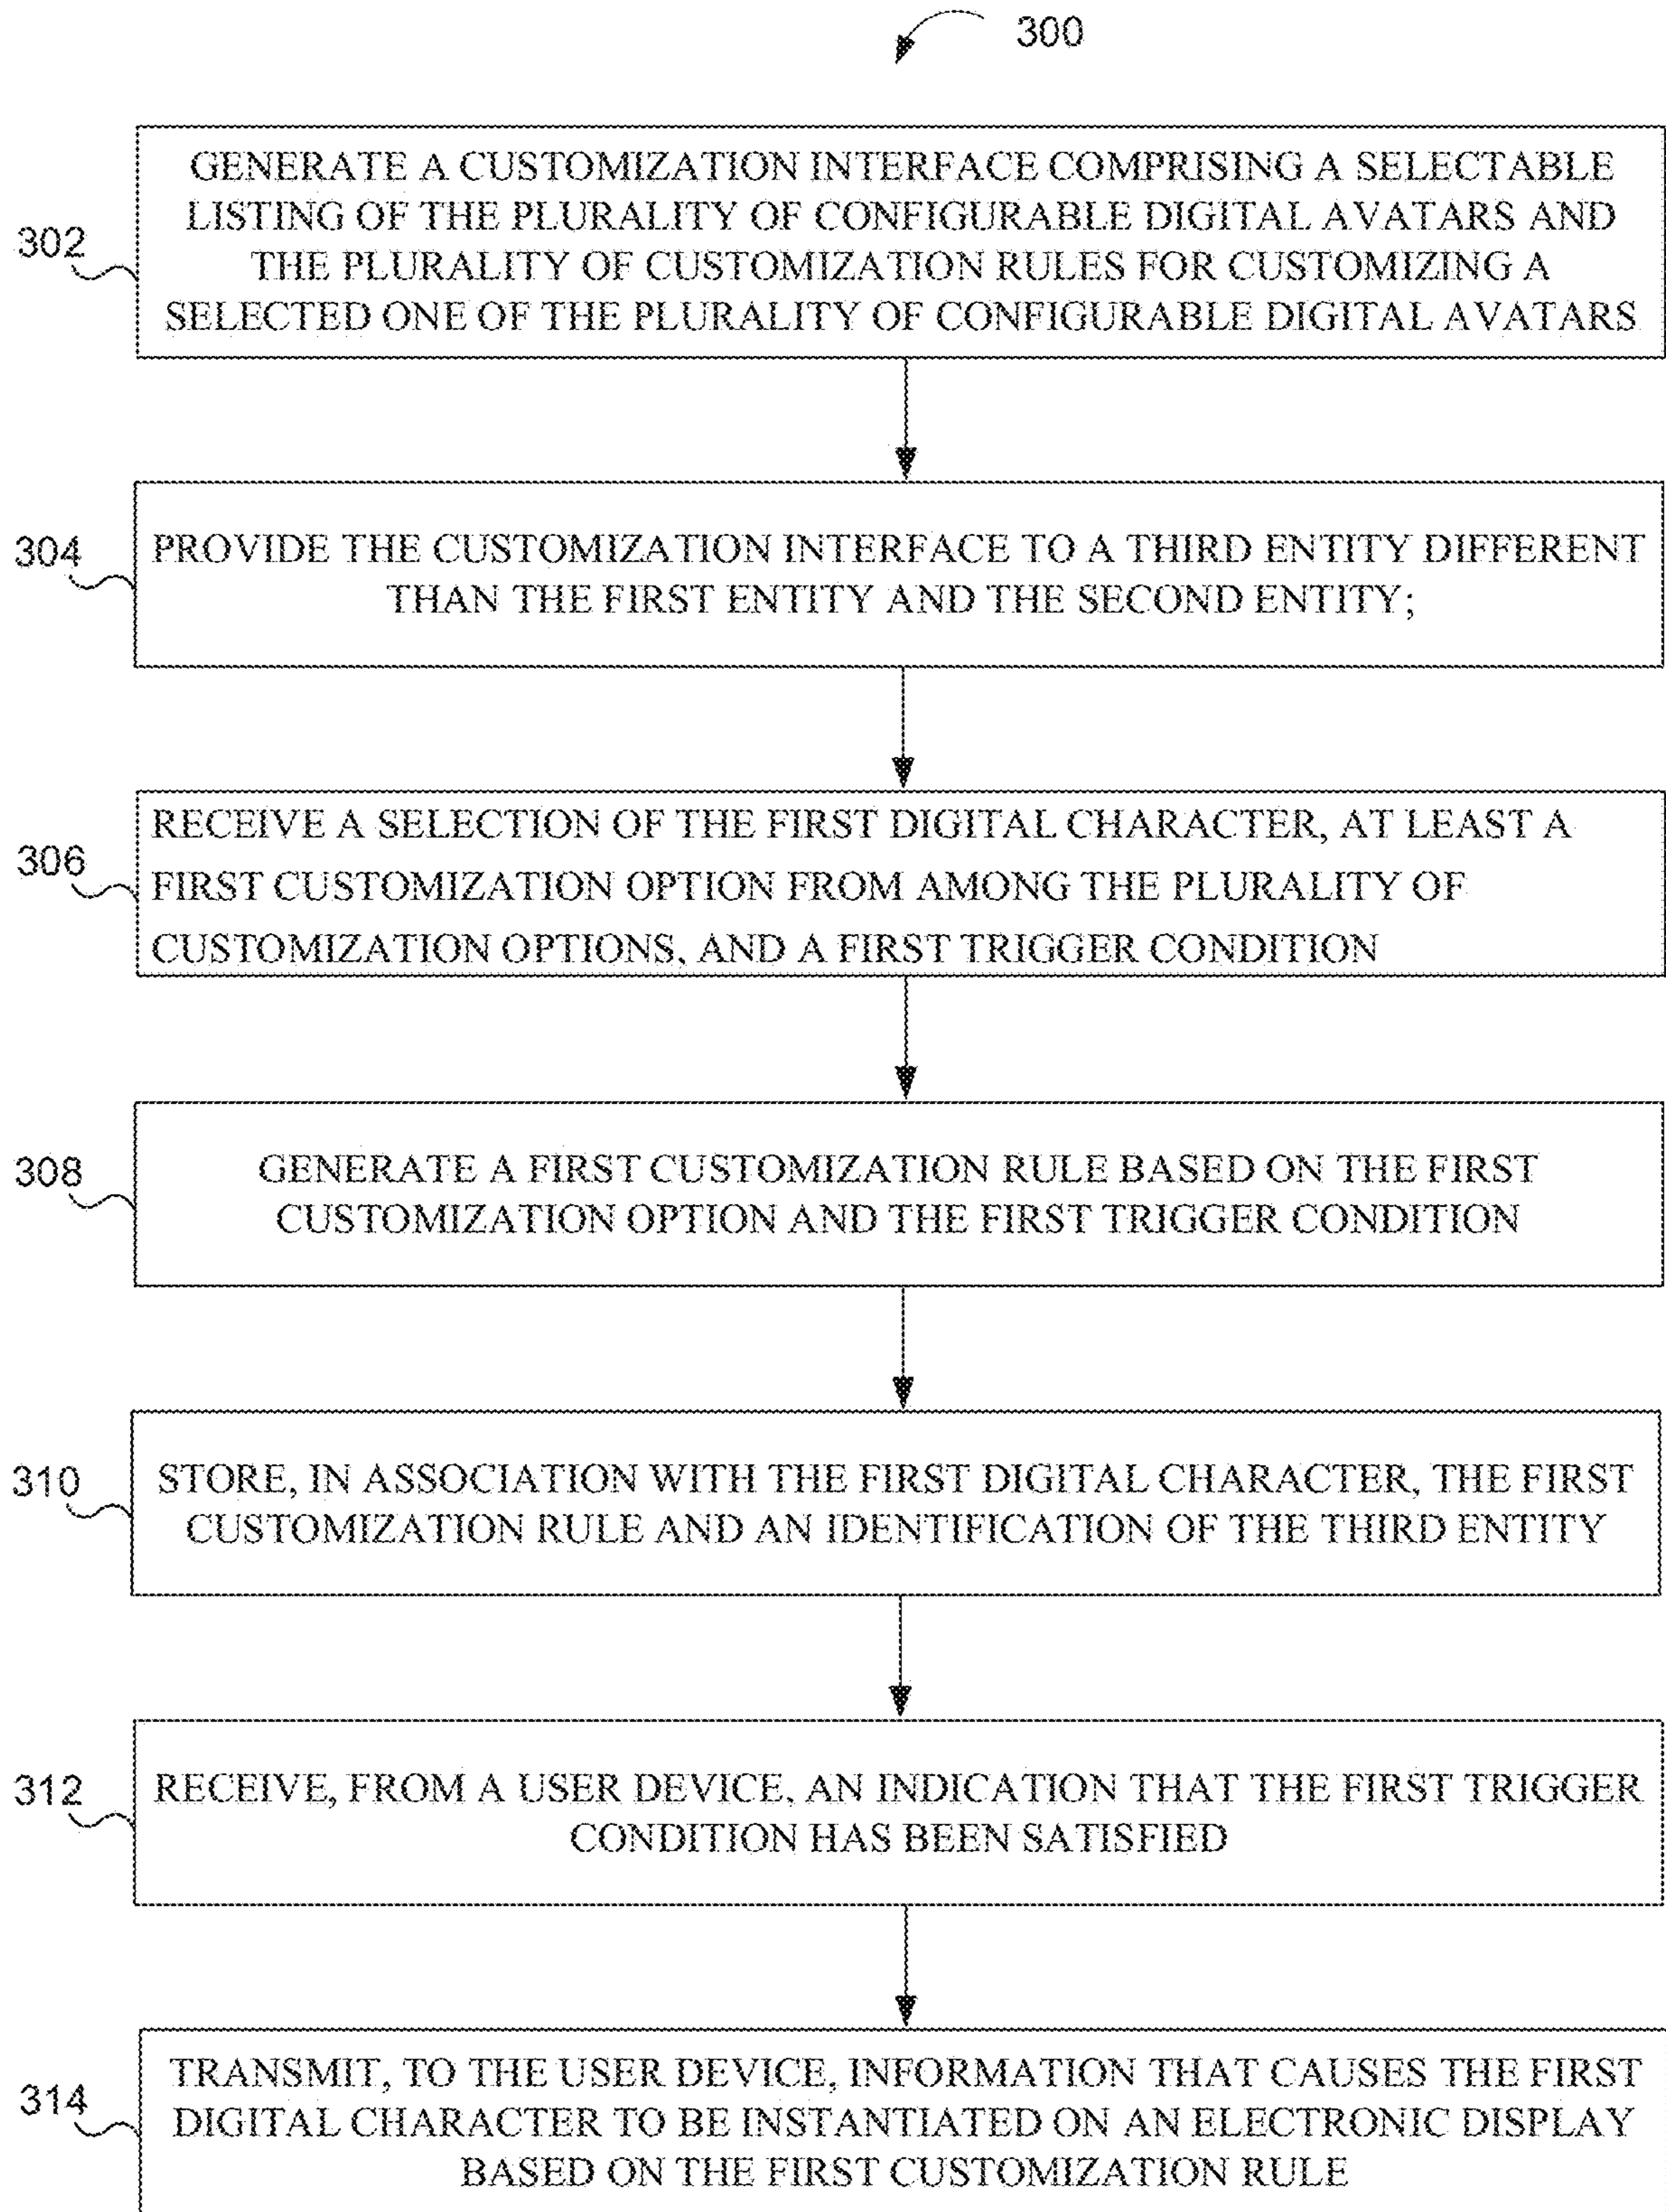 300
302
GENERATE A CUSTOMIZATION INTERFACE COMPRISING A SELECTABLE
LISTING OF THE PLURALITY OF CONFIGURABLE DIGITAL AVATARS AND
THE PLURALITY OF CUSTOMIZATION RULES FOR CUSTOMIZING A
SELECTED ONE OF THE PLURALITY OF CONFIGURABLE DIGITAL AVATARS
304
PROVIDE THE CUSTOMIZATION INTERFACE TO A THIRD ENTITY DIFFERENT
THAN THE FIRST ENTITY AND THE SECOND ENTITY;
306
RECEIVE A SELECTION OF THE FIRST DIGITAL CHARACTER, AT LEAST A
FIRST CUSTOMIZATION OPTION FROM AMONG THE PLURALITY OF
CUSTOMIZATION OPTIONS, AND A FIRST TRIGGER CONDITION
308
GENERATE A FIRST CUSTOMIZATION RULE BASED ON THE FIRST
CUSTOMIZATION OPTION AND THE FIRST TRIGGER CONDITION
310
STORE, IN ASSOCIATION WITH THE FIRST DIGITAL CHARACTER, THE FIRST
CUSTOMIZATION RULE AND AN IDENTIFICATION OF THE THIRD ENTITY
312
RECEIVE, FROM A USER DEVICE, AN INDICATION THAT THE FIRST TRIGGER
CONDITION HAS BEEN SATISFIED
314
TRANSMIT, TO THE USER DEVICE, INFORMATION THAT CAUSES THE FIRST
DIGITAL CHARACTER TO BE INSTANTIATED ON AN ELECTRONIC DISPLAY
BASED ON THE FIRST CUSTOMIZATION RULE